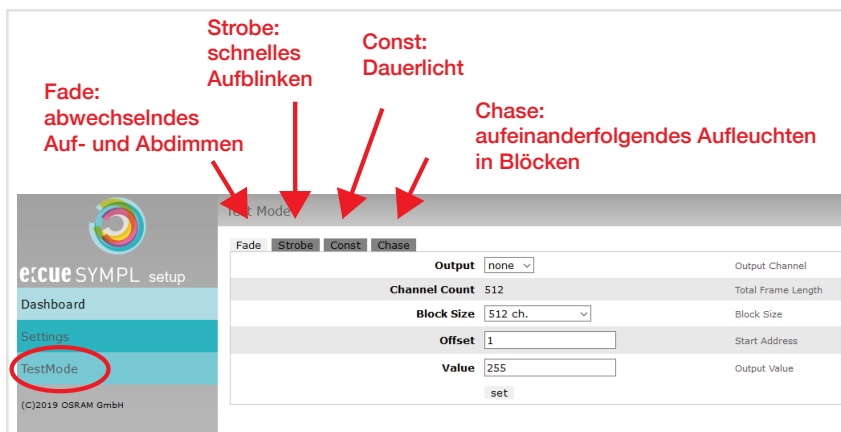 Strobe:
schnelles
Aufblinken
Const:
Dauerlicht
Fade:
abwechselndes
Auf- und Abdimmen
Chase:
aufeinanderfolgendes Aufleuchten
in Blöcken
Test Mode
e:cue SYMPL setup
Dashboard
Settings
TestMode
(C)2019 OSRAM GmbH
Fade Strobe Const Chase
Output none Output Channel
Channel Count 512 Total Frame Length
Block Size 512 ch. Block Size
Offset 1 Start Address
Value 255 Output Value
set